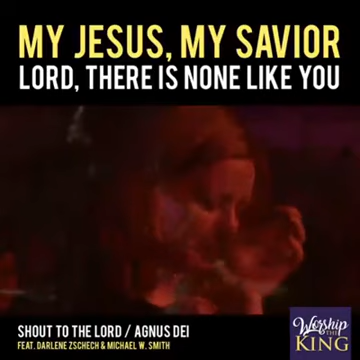 MY JESUS, MY SAVIOR
LORD, THERE IS NONE LIKE YOU
SHOUT TO THE LORD / AGNUS DEI
FEAT. DARLENE ZSCHECH & MICHAEL W. SMITH
Worship
THE
KING